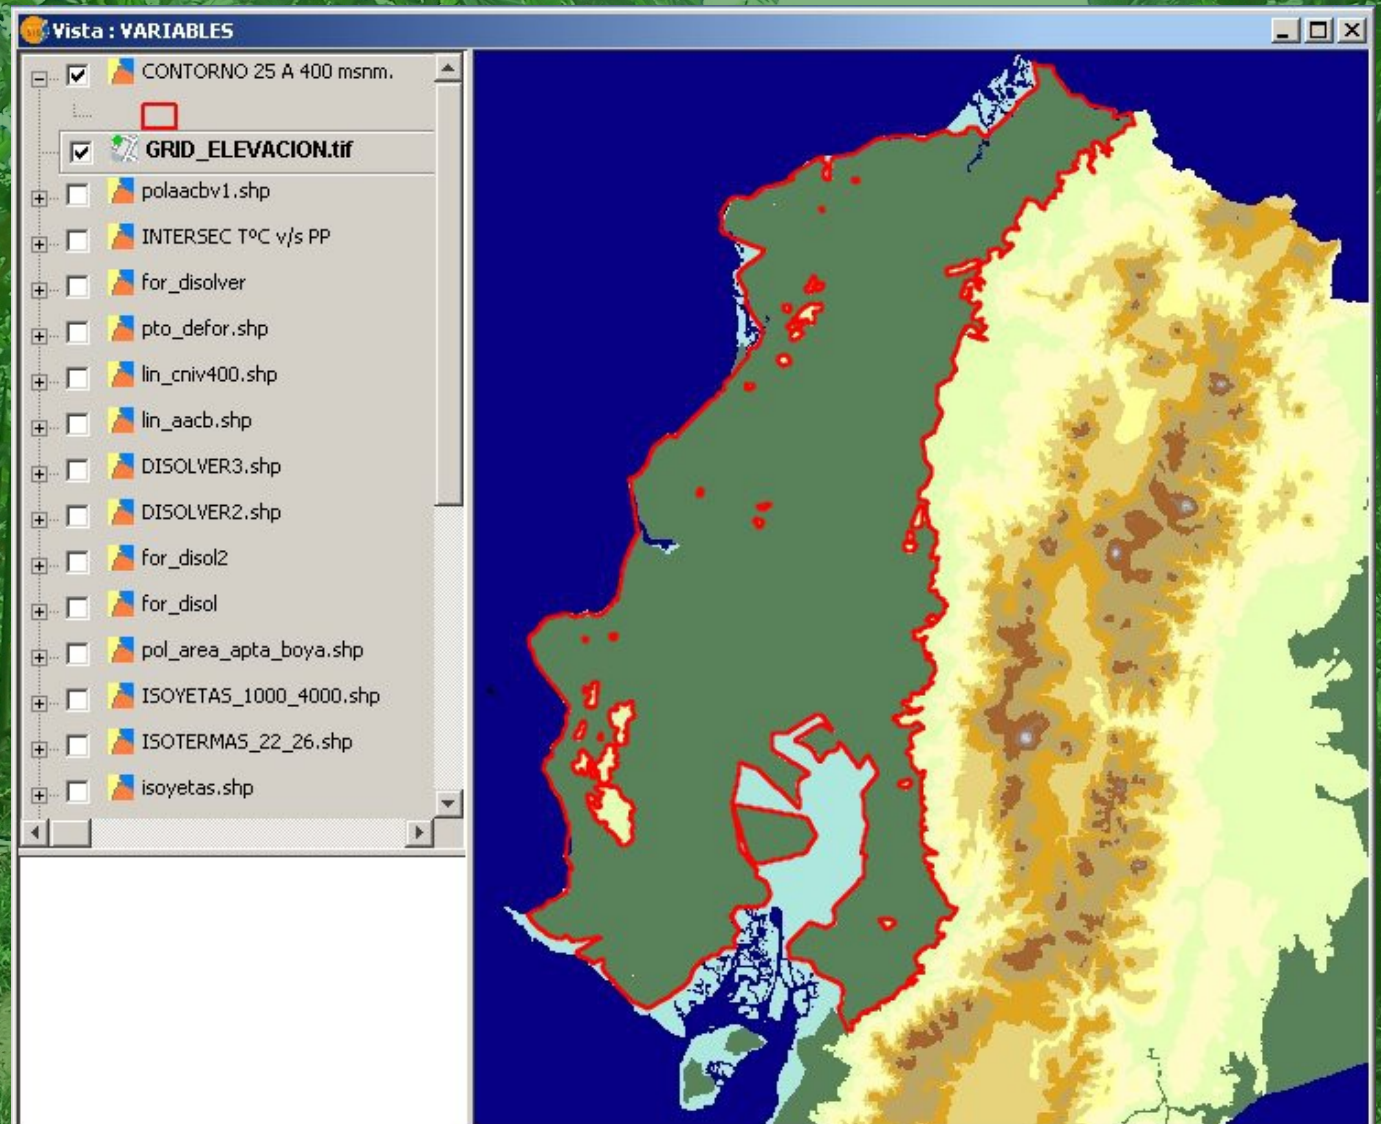 Vista : VARIABLES
CONTORNO 25 A 400 msnm.
GRID_ELEVACION.tif
polaacbv1.shp
INTERSEC TºC v/s PP
for_disolver
pto_defor.shp
lin_cniv400.shp
lin_aacb.shp
DISOLVER3.shp
DISOLVER2.shp
for_disol2
for_disol
pol_area_apta_boya.shp
ISOYETAS_1000_4000.shp
ISOTERMAS_22_26.shp
isoyetas.shp